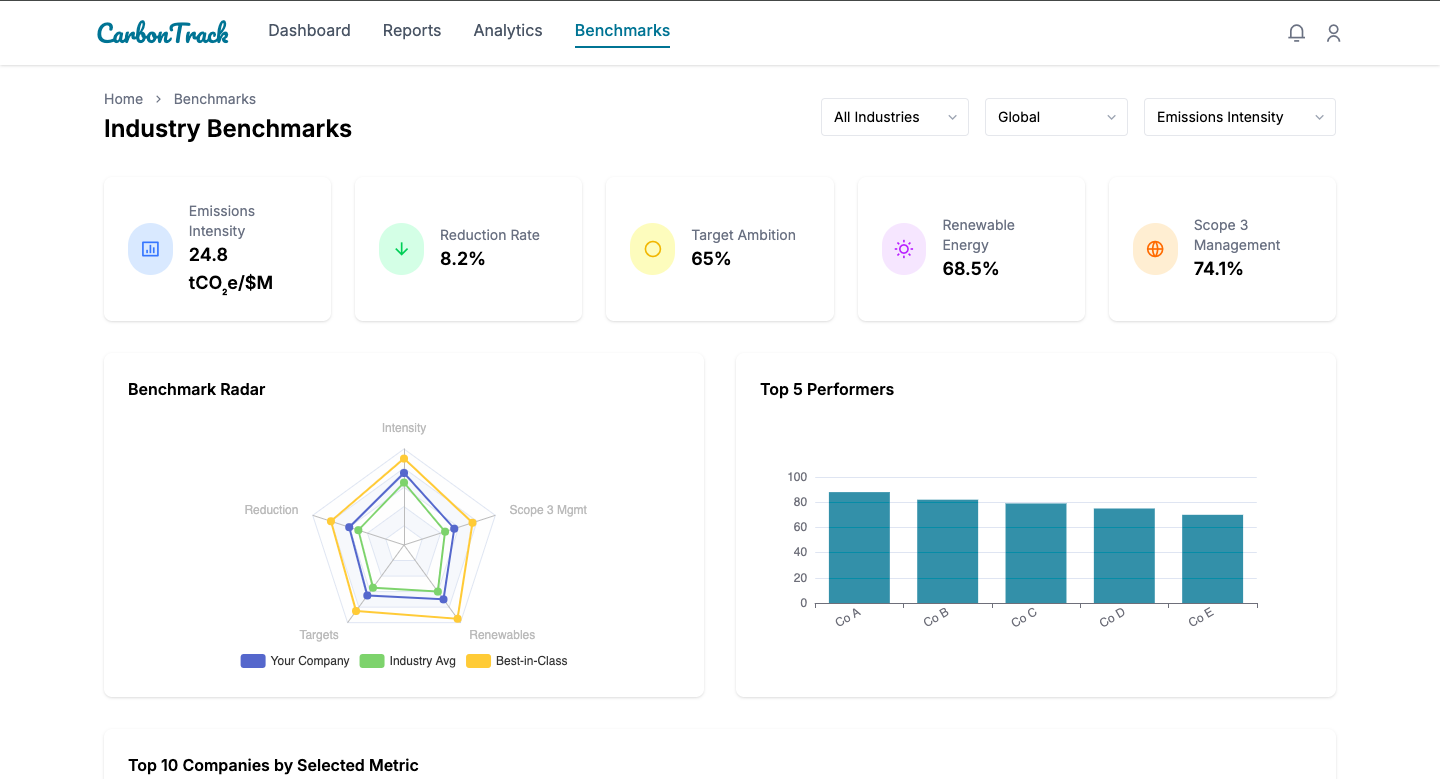 CarbonTrack
Dashboard
Reports
Analytics
Benchmarks
Home
Benchmarks
Industry Benchmarks
All Industries
Global
Emissions Intensity
Emissions
Intensity
24.8
tCO₂e/$M
Reduction Rate
8.2%
Target Ambition
65%
Renewable
Energy
68.5%
Scope 3
Management
74.1%
Benchmark Radar
Intensity
Reduction
Scope 3 Mgmt
Targets
Renewables
Your Company
Industry Avg
Best-in-Class
Top 5 Performers
100
80
60
40
20
0
Co A
Co B
Co C
Co D
Co E
Top 10 Companies by Selected Metric